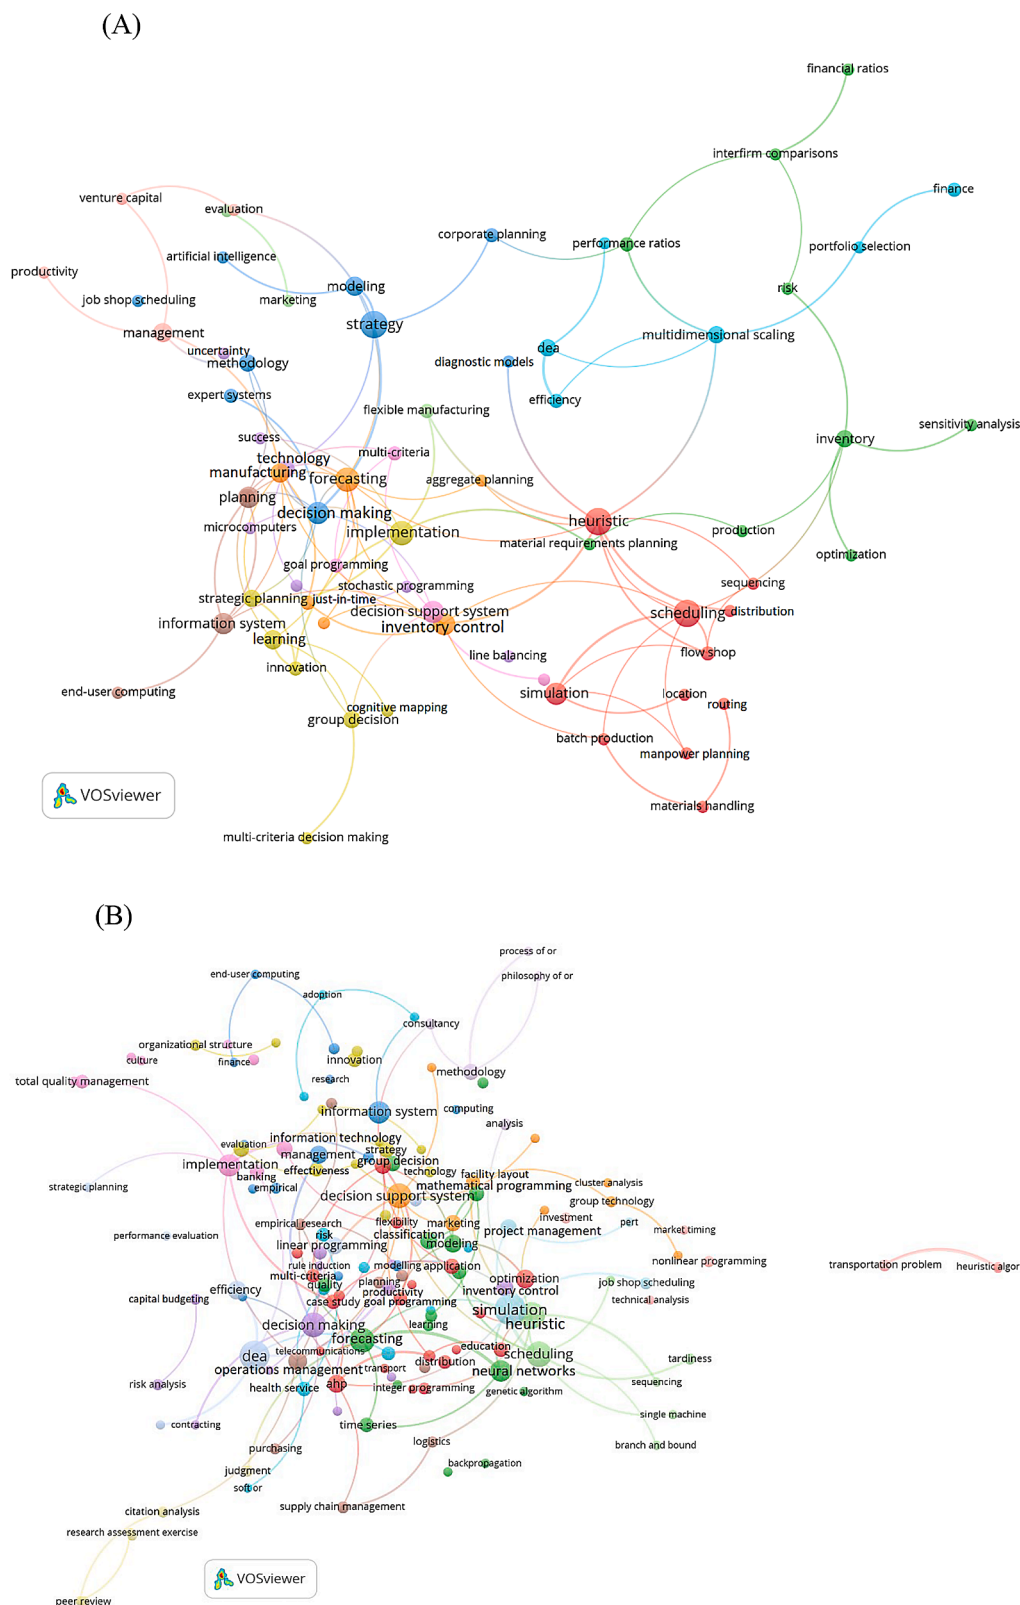 (A)
financial ratios
interfirm comparisons
finance
venture capital
evaluation
corporate planning
performance ratios
portfolio selection
artificial intelligence
productivity
modeling
risk
job shop scheduling
marketing
strategy
management
multidimensional scaling
uncertainty
dea
methodology
diagnostic models
expert systems
efficiency
flexible manufacturing
sensitivity analysis
success
inventory
multi-criteria
technology
manufacturing
forecasting
aggregate planning
planning
decision making
heuristic
microcomputers
implementation
production
material requirements planning
optimization
goal programming
stochastic programming
sequencing
strategic planning
just-in-time
decision support system
scheduling
distribution
information system
inventory control
learning
flow shop
line balancing
innovation
end-user computing
simulation
location
routing
cognitive mapping
group decision
batch production
manpower planning
materials handling
VOSviewer
multi-criteria decision making
(B)
process of or
end-user computing
philosophy of or
adoption
consultancy
organizational structure
culture
finance
innovation
methodology
total quality management
research
information system
computing
analysis
evaluation
information technology
strategy
management
group decision
implementation
effectiveness
technology
facility layout
banking
strategic planning
empirical
mathematical programming
cluster analysis
decision support system
group technology
empirical research
flexibility
marketing
investment
pert
risk
classification
project management
market timing
performance evaluation
linear programming
modeling
nonlinear programming
rule induction
modelling
application
transportation problem
heuristic algor
multi-criteria
planning
optimization
job shop scheduling
quality
productivity
inventory control
efficiency
capital budgeting
case study
goal programming
technical analysis
simulation
decision making
learning
heuristic
forecasting
telecommunications
education
dea
scheduling
tardiness
operations management
transport
distribution
neural networks
risk analysis
health service
ahp
integer programming
genetic algorithm
sequencing
contracting
time series
single machine
purchasing
logistics
branch and bound
judgment
backpropagation
soft or
supply chain management
citation analysis
research assessment exercise
VOSviewer
peer review